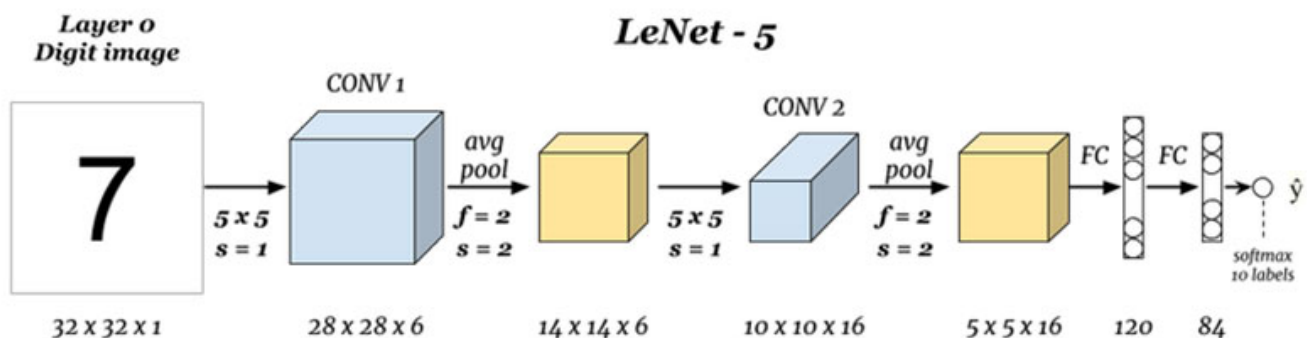 Layer 0
Digit image
LeNet - 5
7
CONV 1
CONV 2
avg
pool
avg
pool
FC
FC
5 x 5
s = 1
f = 2
s = 2
5 x 5
s = 1
f = 2
s = 2
ŷ
softmax
10 labels
32 x 32 x 1
28 x 28 x 6
14 x 14 x 6
10 x 10 x 16
5 x 5 x 16
120
84